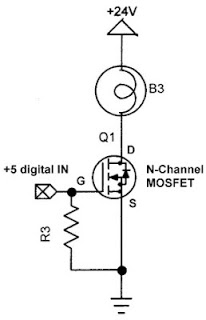 +24V
B3
Q1
D
+5 digital IN
G
N-Channel
MOSFET
S
R3